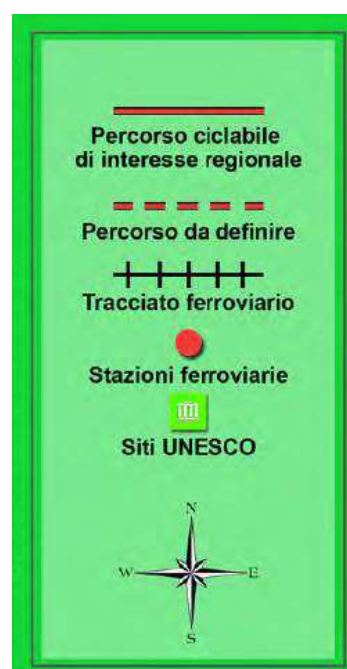 Percorso ciclabile
di interesse regionale
Percorso da definire
Tracciato ferroviario
Stazioni ferroviarie
Siti UNESCO
N
W E
S